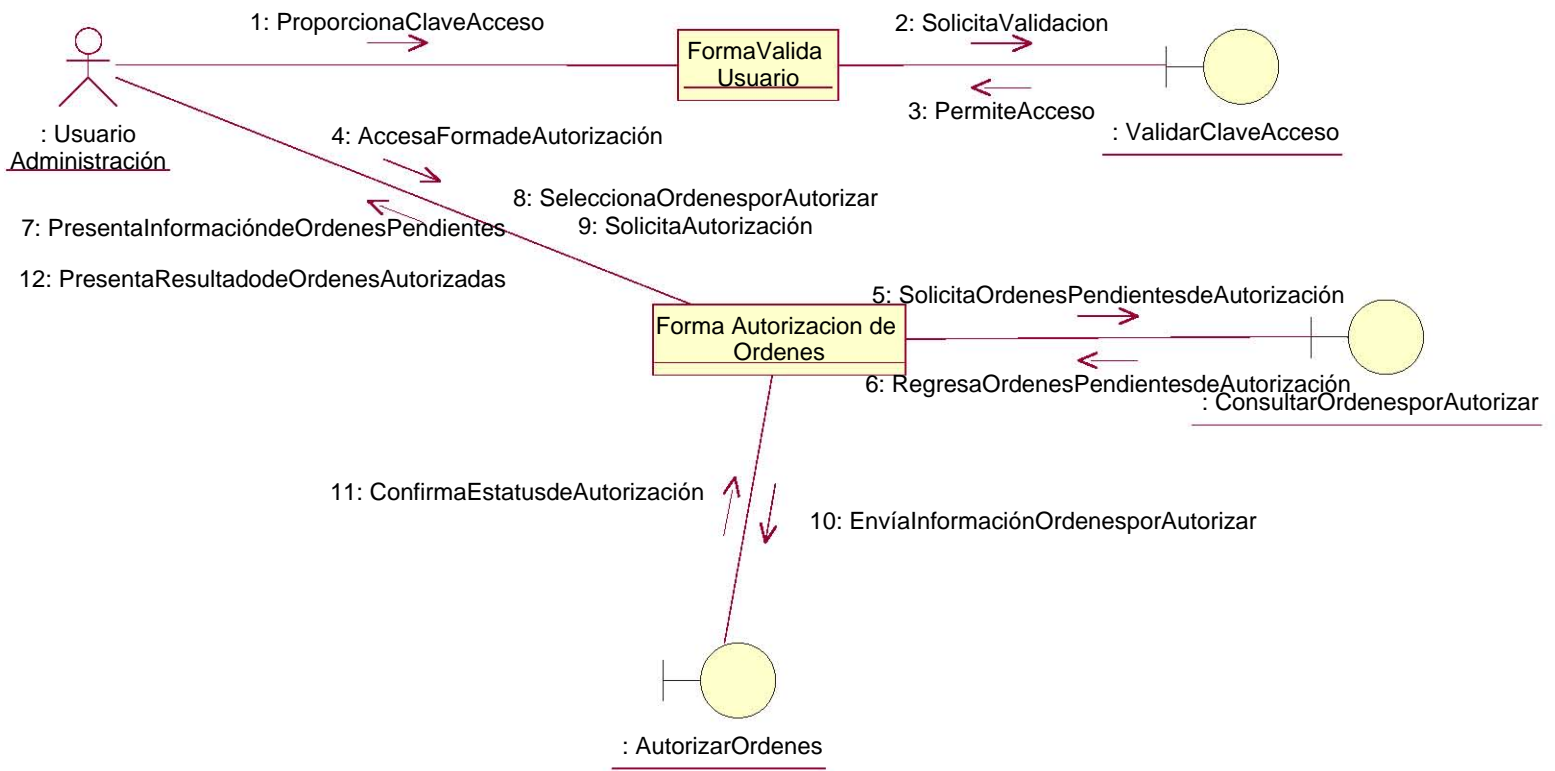 1: ProporcionaClaveAcceso
2: SolicitaValidacion
FormaValida
Usuario
3: PermiteAcceso
: Usuario
Administración
: ValidarClaveAcceso
4: AccesaFormadeAutorización
8: SeleccionaOrdenesporAutorizar
9: SolicitaAutorización
7: PresentaInformacióndeOrdenesPendientes
12: PresentaResultadodeOrdenesAutorizadas
5: SolicitaOrdenesPendientesdeAutorización
Forma Autorizacion de
Ordenes
6: RegresaOrdenesPendientesdeAutorización
: ConsultarOrdenesporAutorizar
11: ConfirmaEstatusdeAutorización
10: EnvíaInformaciónOrdenesporAutorizar
: AutorizarOrdenes